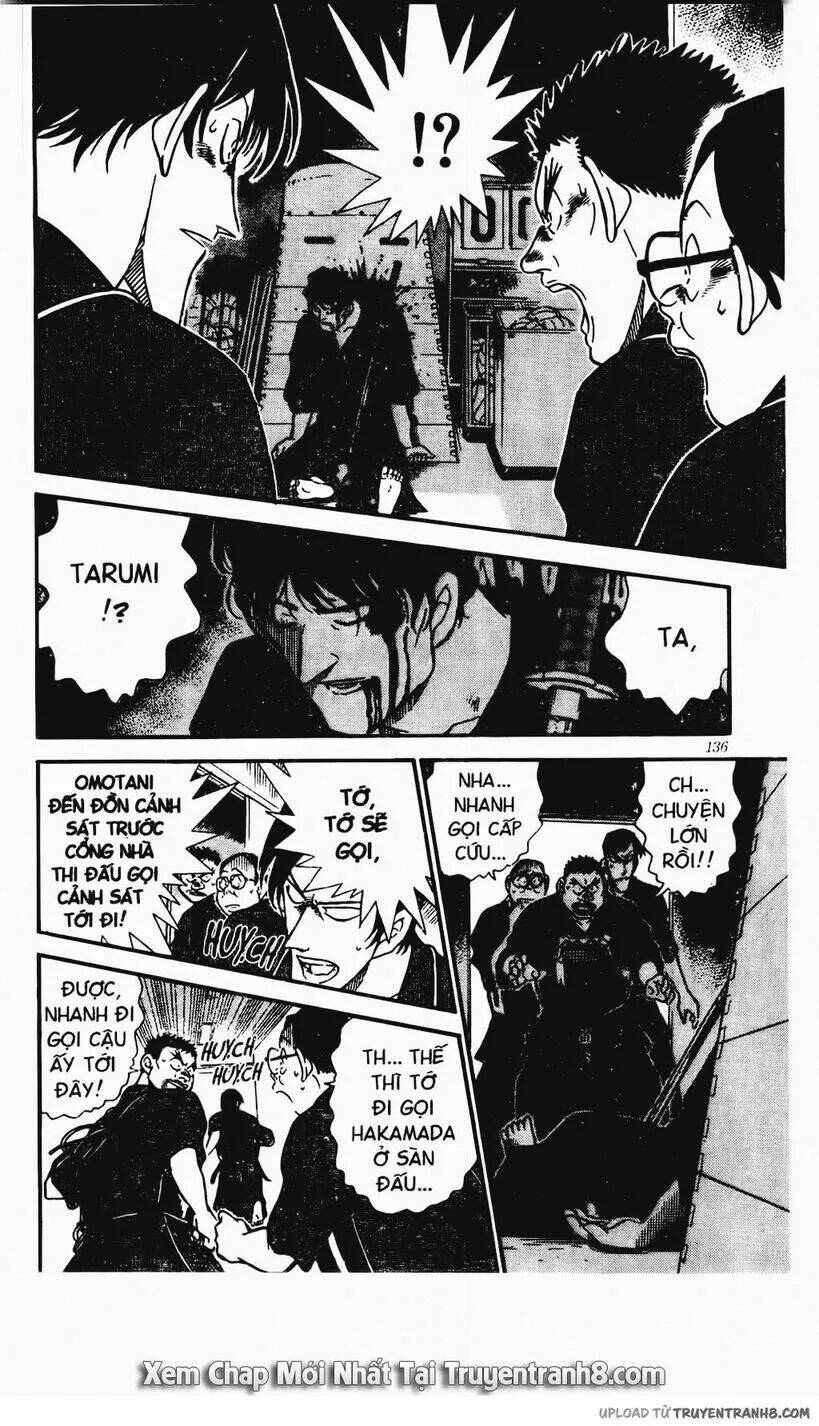 !?
TA,
TARUMI
!?
136
CH...
CHUYỆN
LỚN
RỒI!!
NHA...
NHANH
GỌI CẤP
CỨU...
TỚ,
TỚ SẼ
GỌI,
OMOTANI
ĐẾN ĐỒN CẢNH
SÁT TRƯỚC
CỔNG NHÀ
THI ĐẤU GỌI
CẢNH SÁT
TỚI ĐI!
HUỴCH
TH... THẾ
THÌ TỚ
ĐI GỌI
HAKAMADA
Ở SÀN
ĐẤU...
HUỴCH
HUỴCH
ĐƯỢC,
NHANH ĐI
GỌI CẬU
ẤY TỚI
ĐÂY!
Xem Chap Mới Nhất Tại Truyentranh8.com
UPLOAD TỪ TRUYENTRANH8.COM